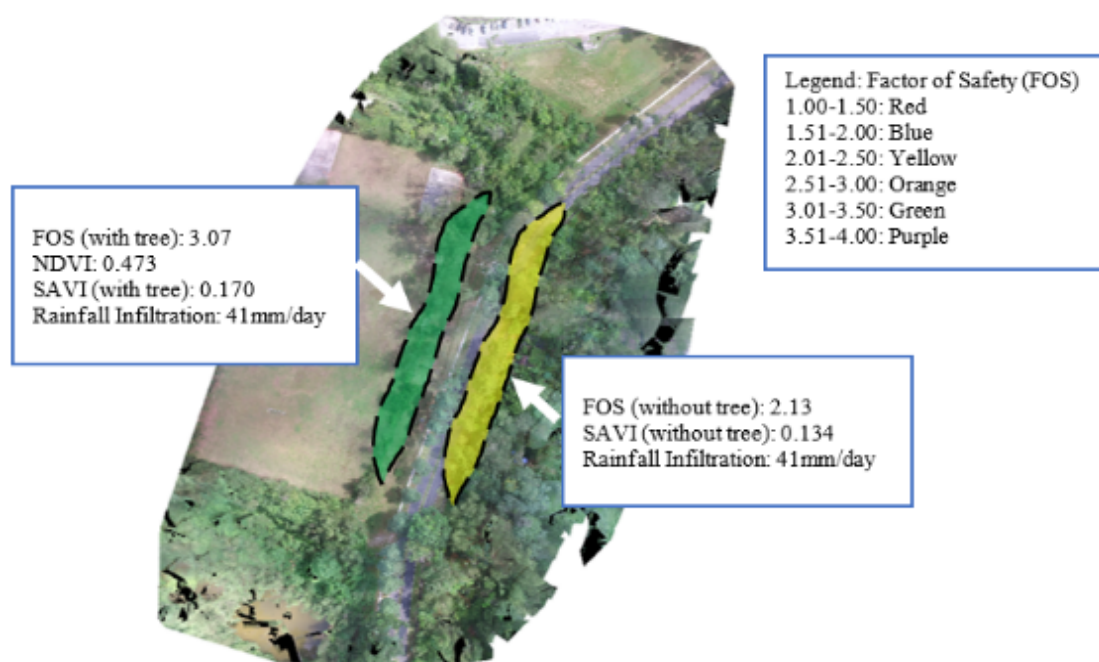 Legend: Factor of Safety (FOS)
1.00-1.50: Red
1.51-2.00: Blue
2.01-2.50: Yellow
2.51-3.00: Orange
3.01-3.50: Green
3.51-4.00: Purple
FOS (with tree): 3.07
NDVI: 0.473
SAVI (with tree): 0.170
Rainfall Infiltration: 41mm/day
FOS (without tree): 2.13
SAVI (without tree): 0.134
Rainfall Infiltration: 41mm/day